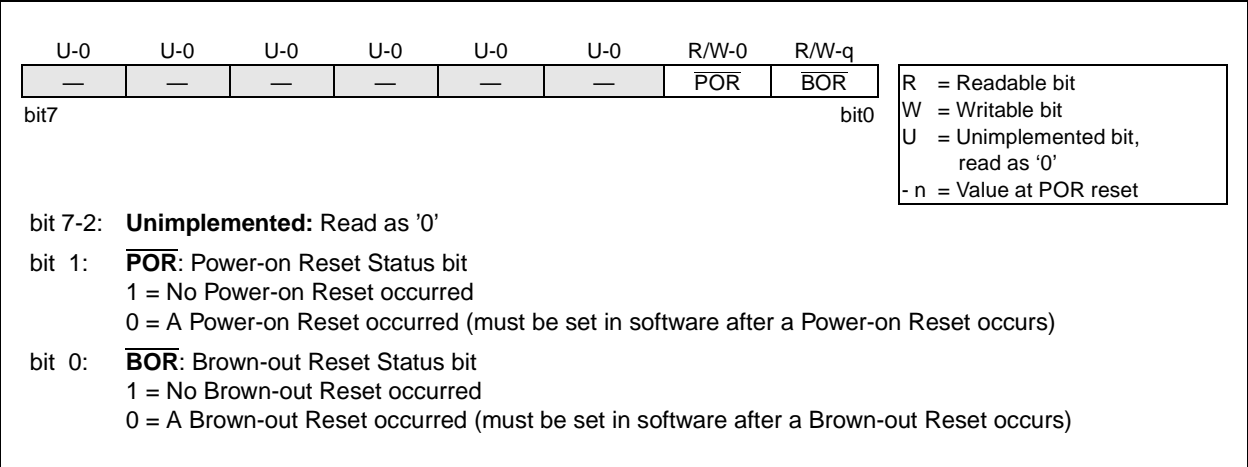 U-0 U-0 U-0 U-0 U-0 U-0 R/W-0 R/W-q
— — — — — — POR BOR
bit7 bit0
R = Readable bit
W = Writable bit
U = Unimplemented bit,
read as ‘0’
- n = Value at POR reset
bit 7-2: Unimplemented: Read as '0'
bit 1: POR: Power-on Reset Status bit
1 = No Power-on Reset occurred
0 = A Power-on Reset occurred (must be set in software after a Power-on Reset occurs)
bit 0: BOR: Brown-out Reset Status bit
1 = No Brown-out Reset occurred
0 = A Brown-out Reset occurred (must be set in software after a Brown-out Reset occurs)